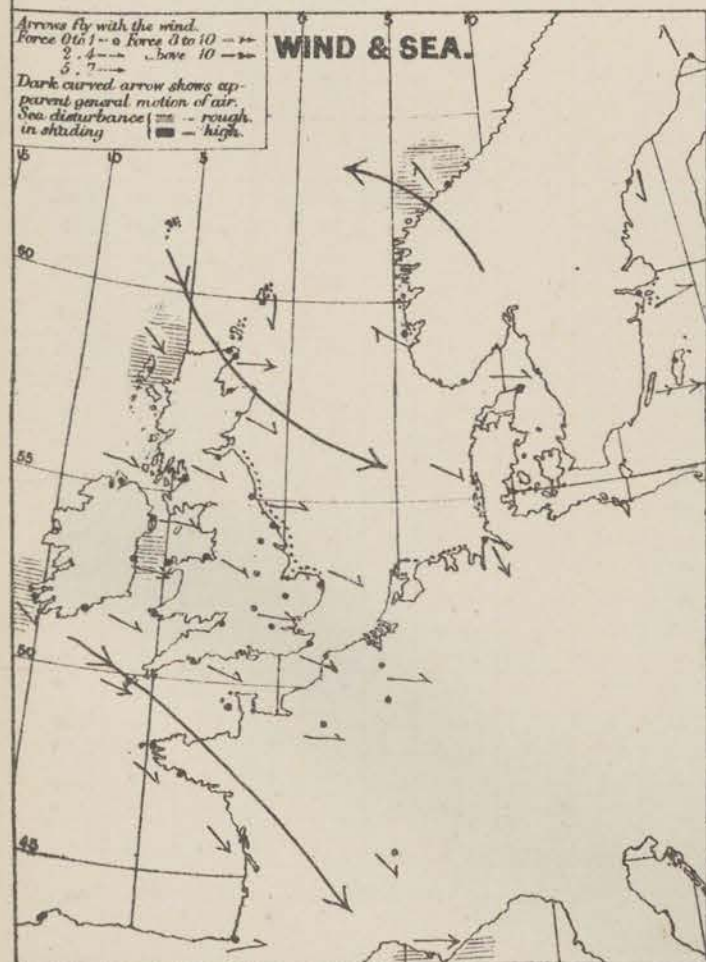 Arrows fly with the wind.
Force 0 to 1 -- o Force 8 to 10 --
2 . 4 -- above 10 --
5 . 7 --
Dark curved arrow shows ap-
parent general motion of air.
Sea disturbance -- rough.
in shading -- high.
WIND & SEA.
15 10 5 0 5 10
60
55
50
45